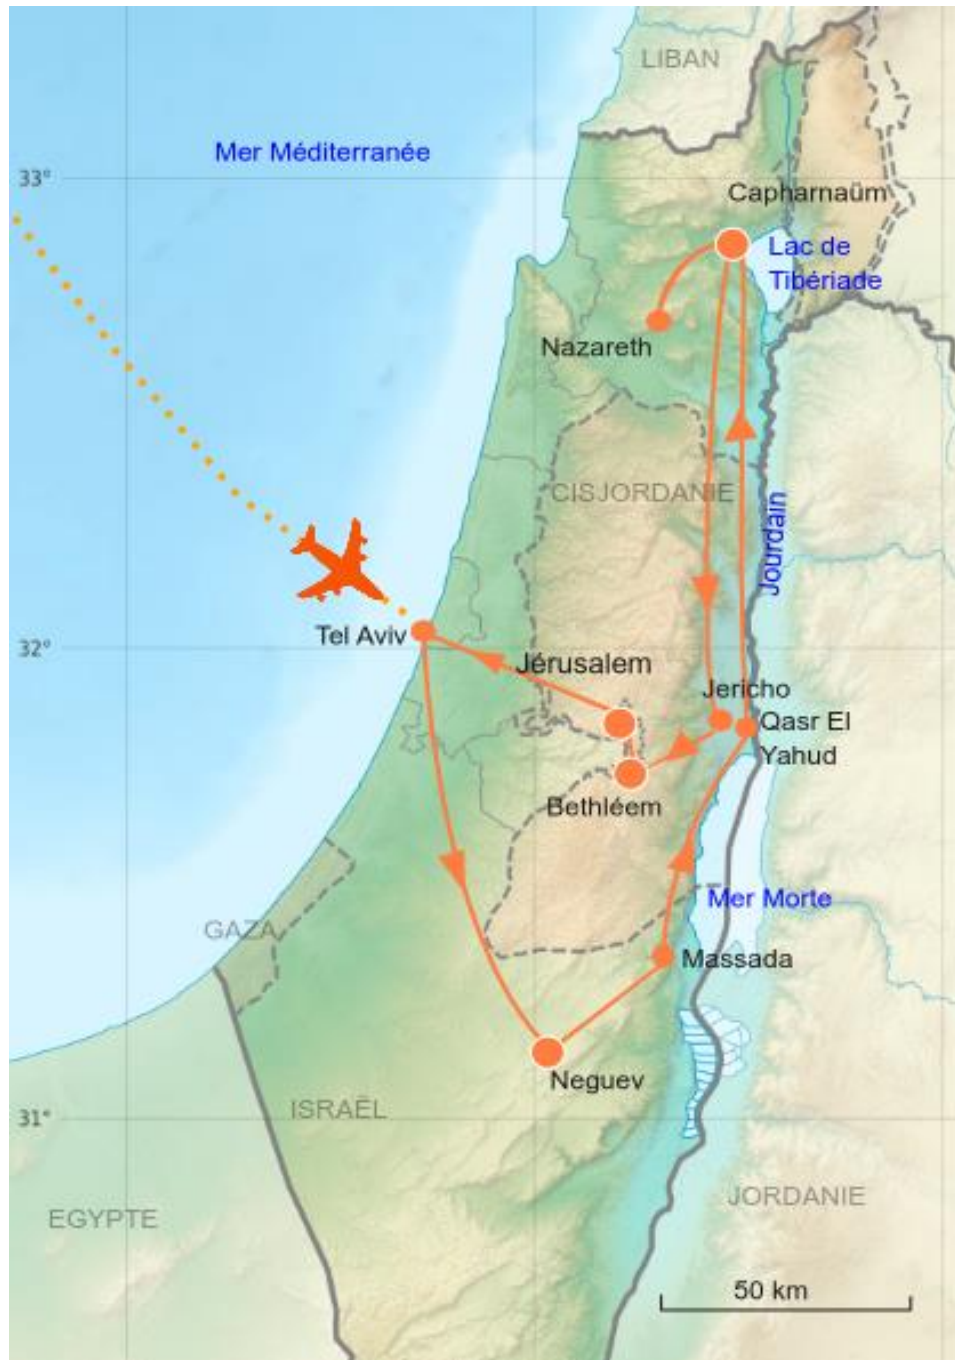 LIBAN
Mer Méditerranée
33°
Capharnaüm
Lac de
Tibériade
Nazareth
CISJORDANIE
Jourdain
Tel Aviv
32°
Jérusalem
Jericho
Qasr El
Yahud
Bethléem
Mer Morte
GAZA
Massada
Neguev
ISRAËL
31°
JORDANIE
EGYPTE
50 km